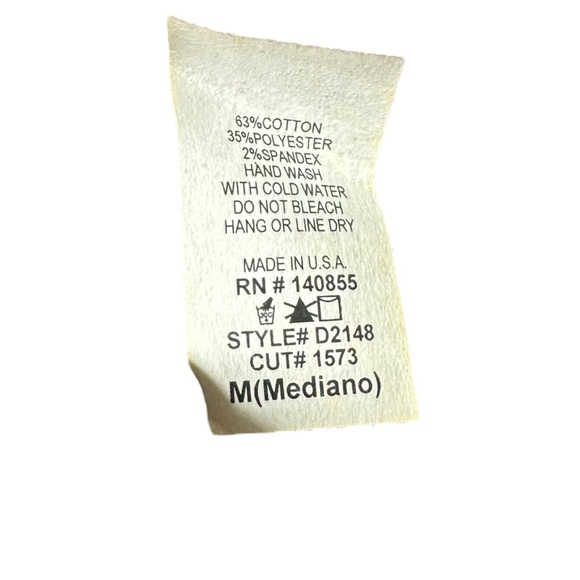 63%COTTON
35%POLYESTER
2%SPANDEX
HAND WASH
WITH COLD WATER
DO NOT BLEACH
HANG OR LINE DRY
MADE IN U.S.A.
RN # 140855
STYLE# D2148
CUT# 1573
M(Mediano)